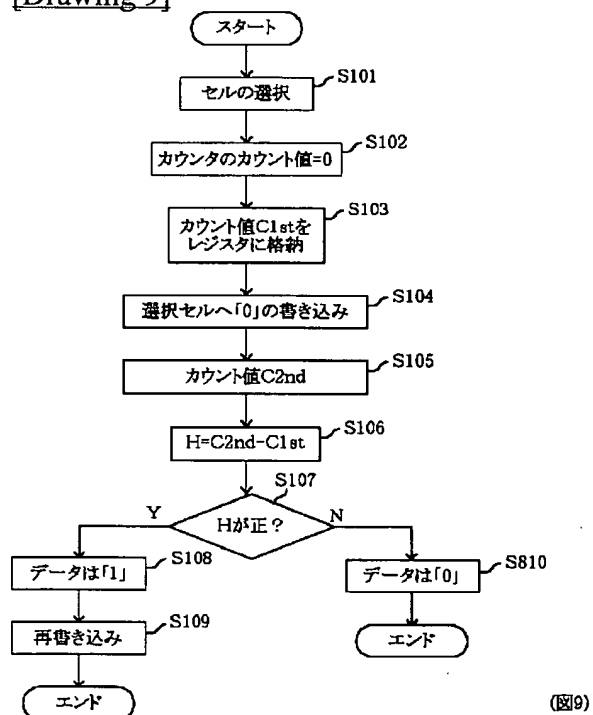 [Drawing 9]
スタート
セルの選択
S101
カウンタのカウント値=0
S102
カウント値C1stを
レジスタに格納
S103
選択セルへ「0」の書き込み
S104
カウント値C2nd
S105
H=C2nd-C1st
S106
Hが正？
S107
Y
N
データは「1」
S108
データは「0」
S810
再書き込み
S109
エンド
エンド
(図9)